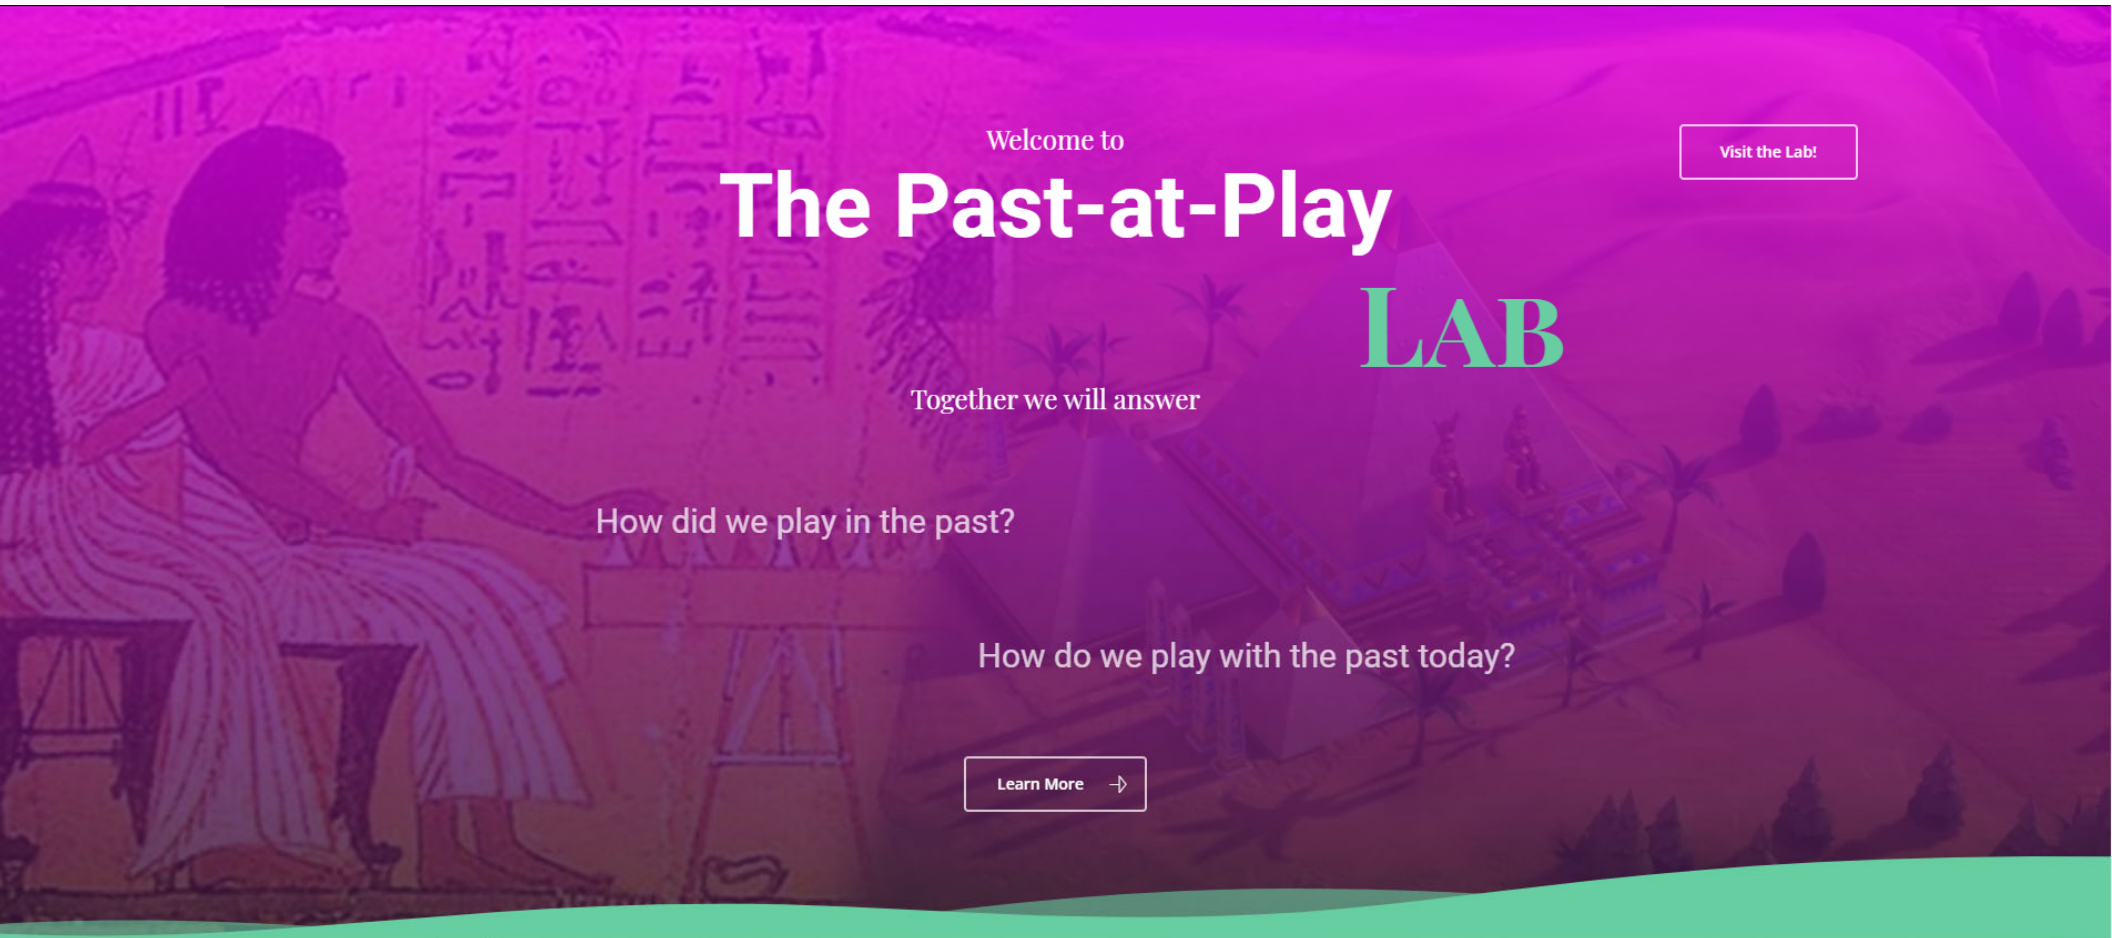 Welcome to
The Past-at-Play
Visit the Lab!
LAB
Together we will answer
How did we play in the past?
How do we play with the past today?
Learn More